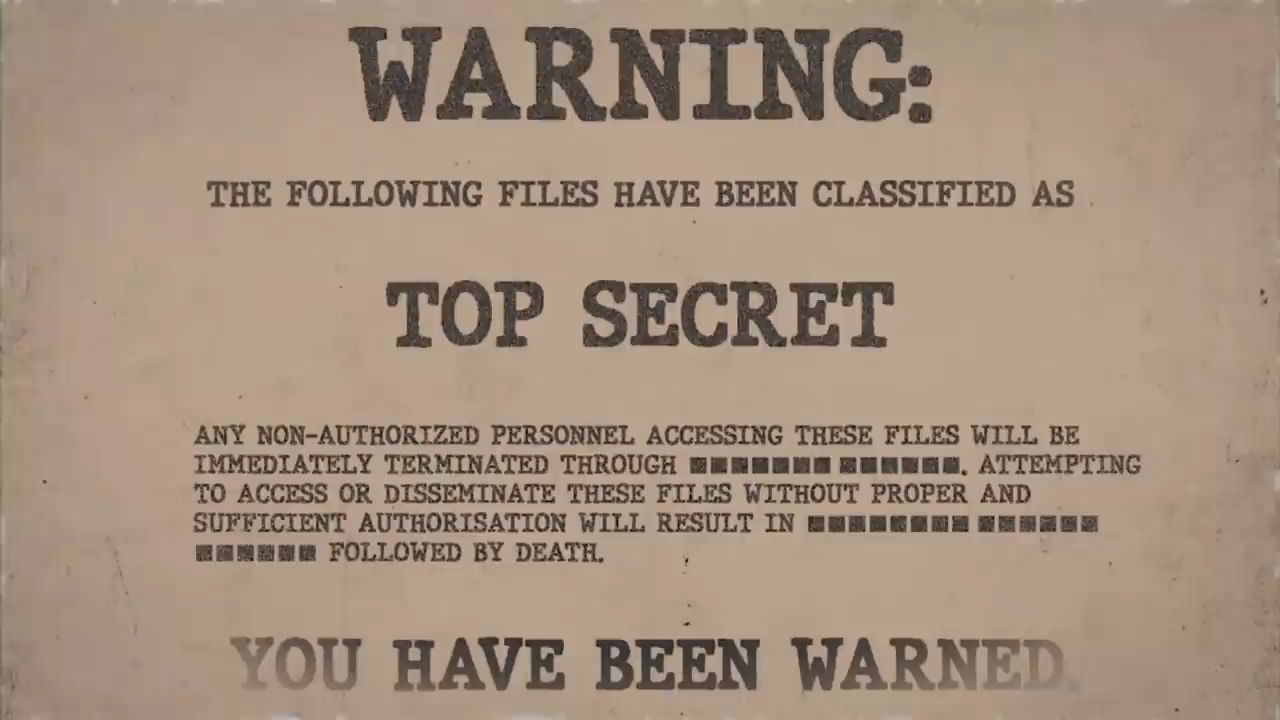 WARNING:
THE FOLLOWING FILES HAVE BEEN CLASSIFIED AS
TOP SECRET
ANY NON-AUTHORIZED PERSONNEL ACCESSING THESE FILES WILL BE
IMMEDIATELY TERMINATED THROUGH ■■■■■■■ ■■■■■■. ATTEMPTING
TO ACCESS OR DISSEMINATE THESE FILES WITHOUT PROPER AND
SUFFICIENT AUTHORISATION WILL RESULT IN ■■■■■■■■ ■■■■■■
■■■■■■ FOLLOWED BY DEATH.
YOU HAVE BEEN WARNED.